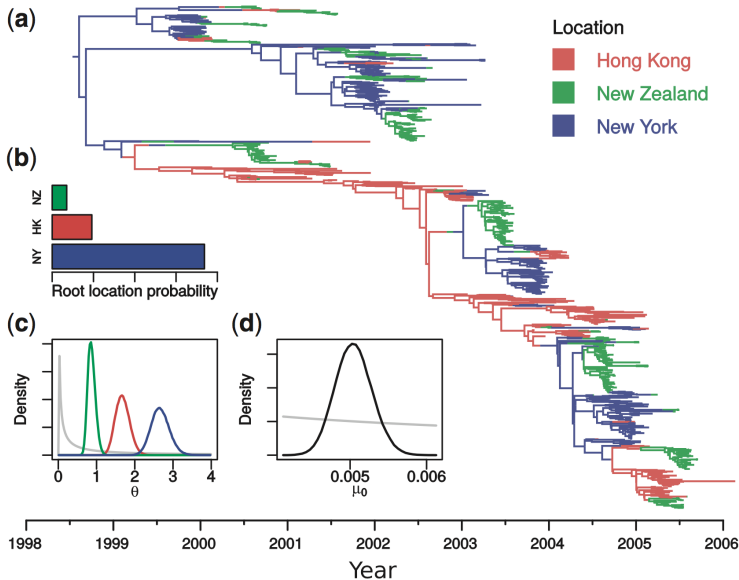 (a)
Location
Hong Kong
New Zealand
New York
(b)
NZ
HK
NY
Root location probability
(c)
Density
0 1 2 3 4
θ
(d)
Density
0.005 0.006
μ0
1998 1999 2000 2001 2002 2003 2004 2005 2006
Year